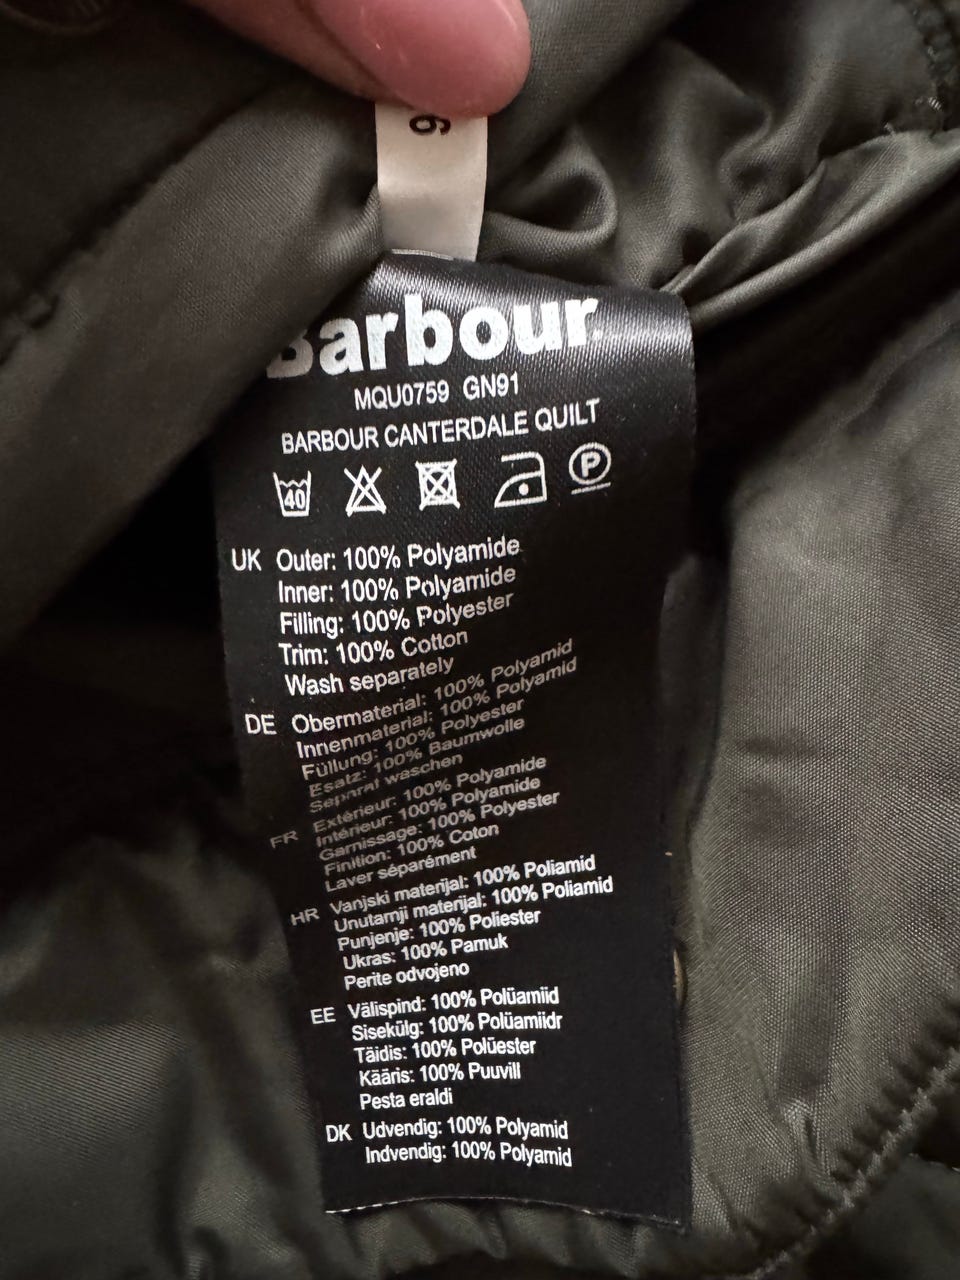 6
Barbour
MQU0759 GN91
BARBOUR CANTERDALE QUILT
40 P
UK Outer: 100% Polyamide
Inner: 100% Polyamide
Filling: 100% Polyester
Trim: 100% Cotton
Wash separately
DE Obermaterial: 100% Polyamid
Innenmaterial: 100% Polyamid
Füllung: 100% Polyester
Esatz: 100% Baumwolle
Separat waschen
FR Extérieur: 100% Polyamide
Intérieur: 100% Polyamide
Garnissage: 100% Polyester
Finition: 100% Coton
Laver séparément
HR Vanjski materijal: 100% Poliamid
Unutarnji materijal: 100% Poliamid
Punjenje: 100% Poliester
Ukras: 100% Pamuk
Perite odvojeno
EE Välispind: 100% Polüamiid
Sisekülg: 100% Polüamiidr
Täidis: 100% Polüester
Kääris: 100% Puuvill
Pesta eraldi
DK Udvendig: 100% Polyamid
Indvendig: 100% Polyamid